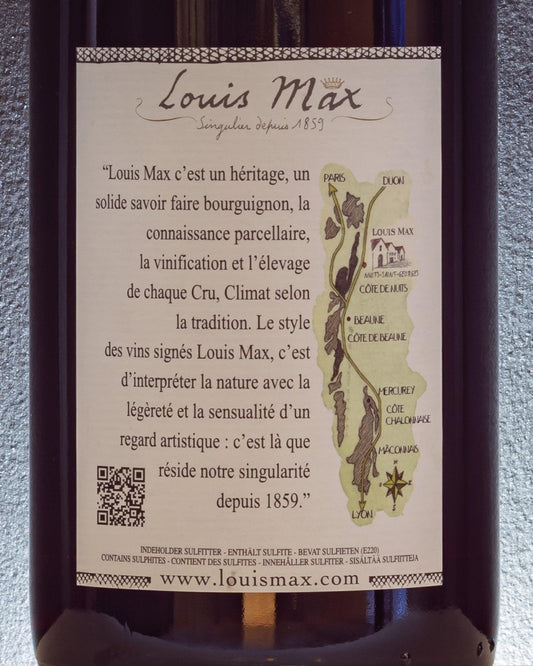 Louis Max
Singulier depuis 1859
“Louis Max c’est un héritage, un
solide savoir faire bourguignon, la
connaissance parcellaire,
la vinification et l’élevage
de chaque Cru, Climat selon
la tradition. Le style
des vins signés Louis Max, c’est
d’interpréter la nature avec la
légèreté et la sensualité d’un
regard artistique : c’est là que
réside notre singularité
depuis 1859.”
PARIS
DIJON
LOUIS MAX
NUITS-SAINT-GEORGES
CÔTE DE NUITS
BEAUNE
CÔTE DE BEAUNE
MERCUREY
CÔTE
CHALONNAISE
MÂCONNAIS
N
LYON
INDEHOLDER SULFITTER - ENTHÄLT SULFITE - BEVAT SULFIETEN (E220)
CONTAINS SULPHITES - CONTIENT DES SULFITES - INNEHÅLLER SULFITER - SISÄLTÄÄ SULFIITTEJA
www.louismax.com